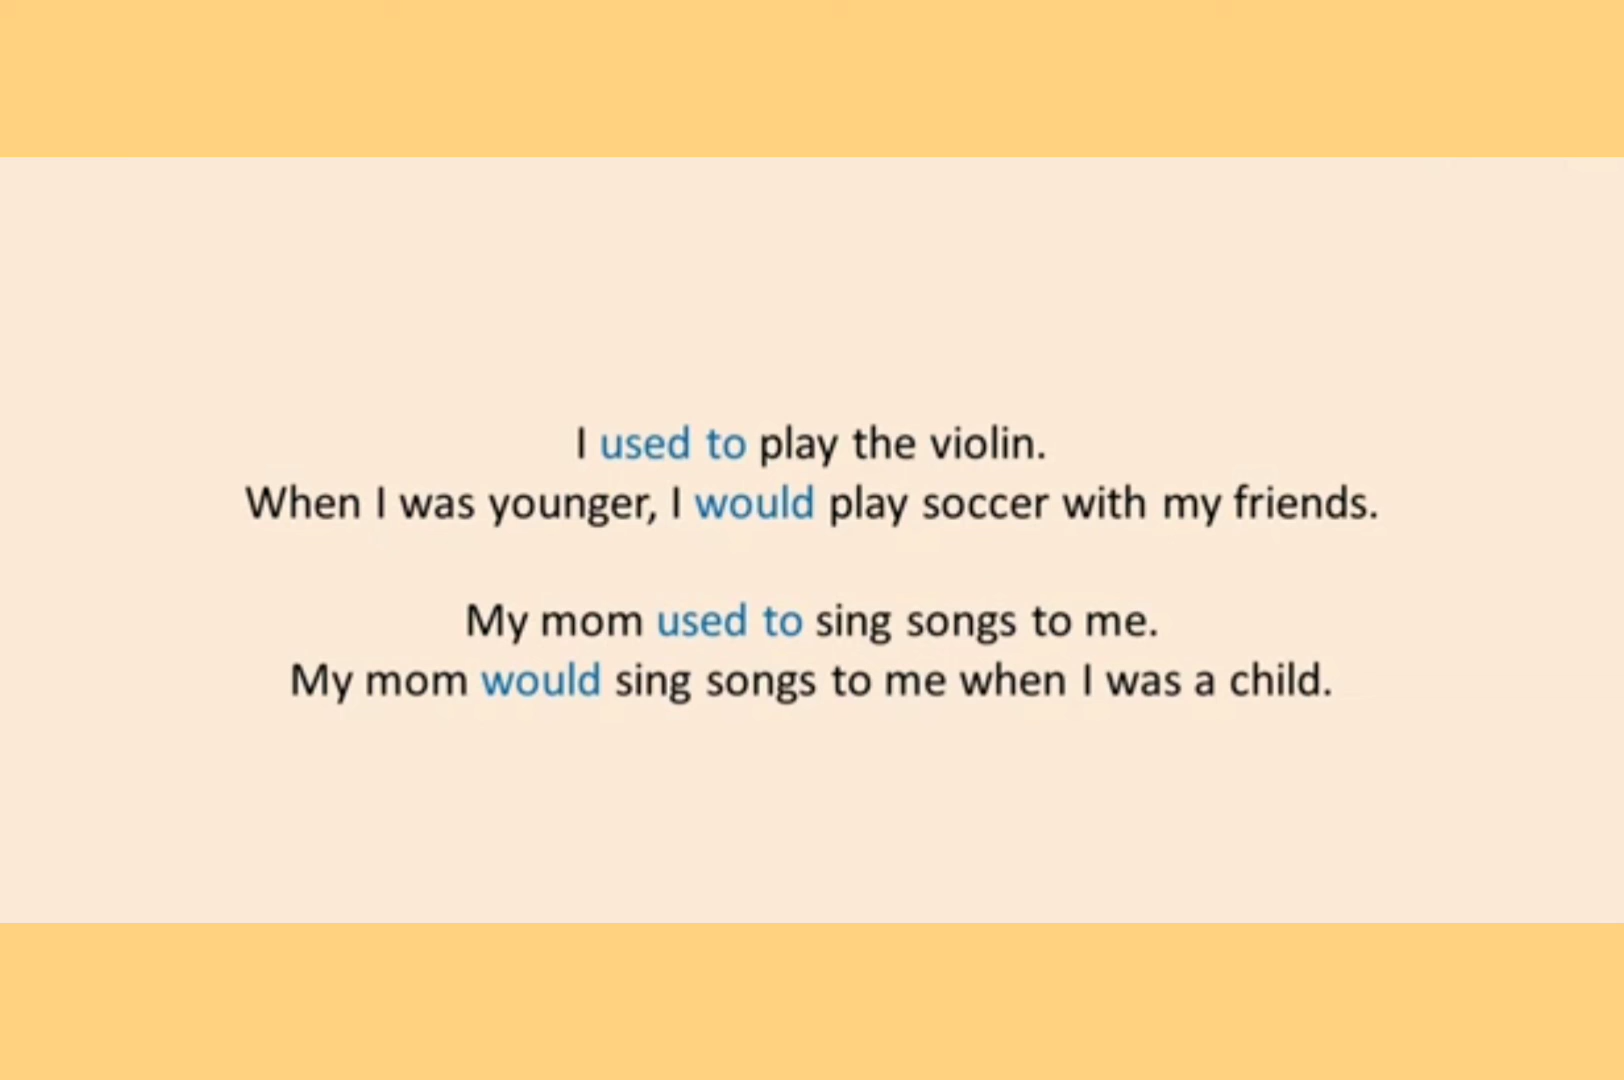 I used to play the violin.
When I was younger, I would play soccer with my friends.
My mom used to sing songs to me.
My mom would sing songs to me when I was a child.